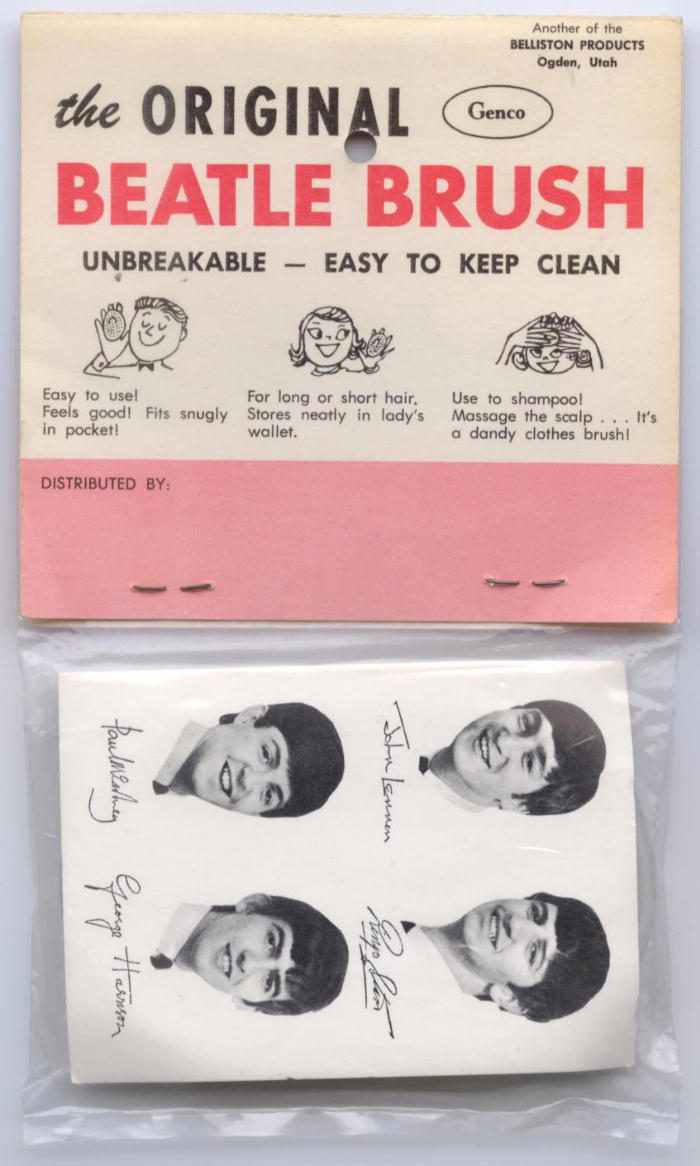 Another of the
BELLISTON PRODUCTS
Ogden, Utah
the ORIGINAL
Genco
BEATLE BRUSH
UNBREAKABLE — EASY TO KEEP CLEAN
Easy to use!
Feels good! Fits snugly
in pocket!
For long or short hair.
Stores neatly in lady's
wallet.
Use to shampoo!
Massage the scalp . . . It's
a dandy clothes brush!
DISTRIBUTED BY:
John Lennon
Paul McCartney
Ringo Starr
George Harrison